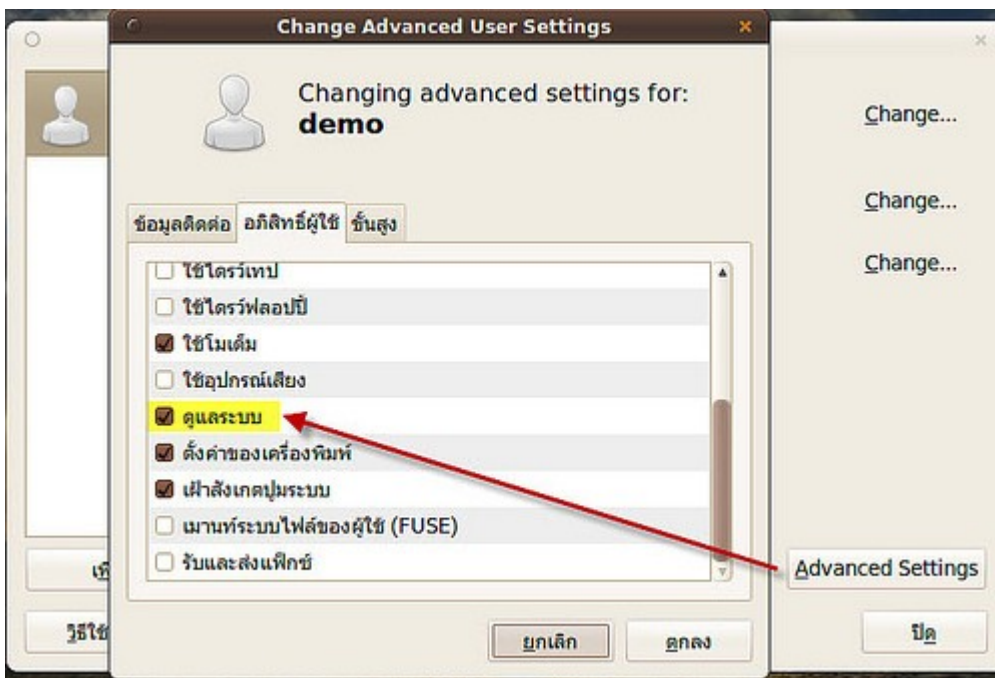 Change Advanced User Settings
Changing advanced settings for:
demo
Change...
Change...
Change...
ข้อมูลติดต่อ อภิสิทธิ์ผู้ใช้ ขั้นสูง
ใช้ไดรว์เทป
ใช้ไดรว์ฟลอปปี้
ใช้โมเด็ม
ใช้อุปกรณ์เสียง
ดูแลระบบ
ตั้งค่าของเครื่องพิมพ์
เฝ้าสังเกตปูมระบบ
เมานท์ระบบไฟล์ของผู้ใช้ (FUSE)
รับและส่งแฟ็กซ์
Advanced Settings
วิธีใช้
ยกเลิก
ตกลง
ปิด